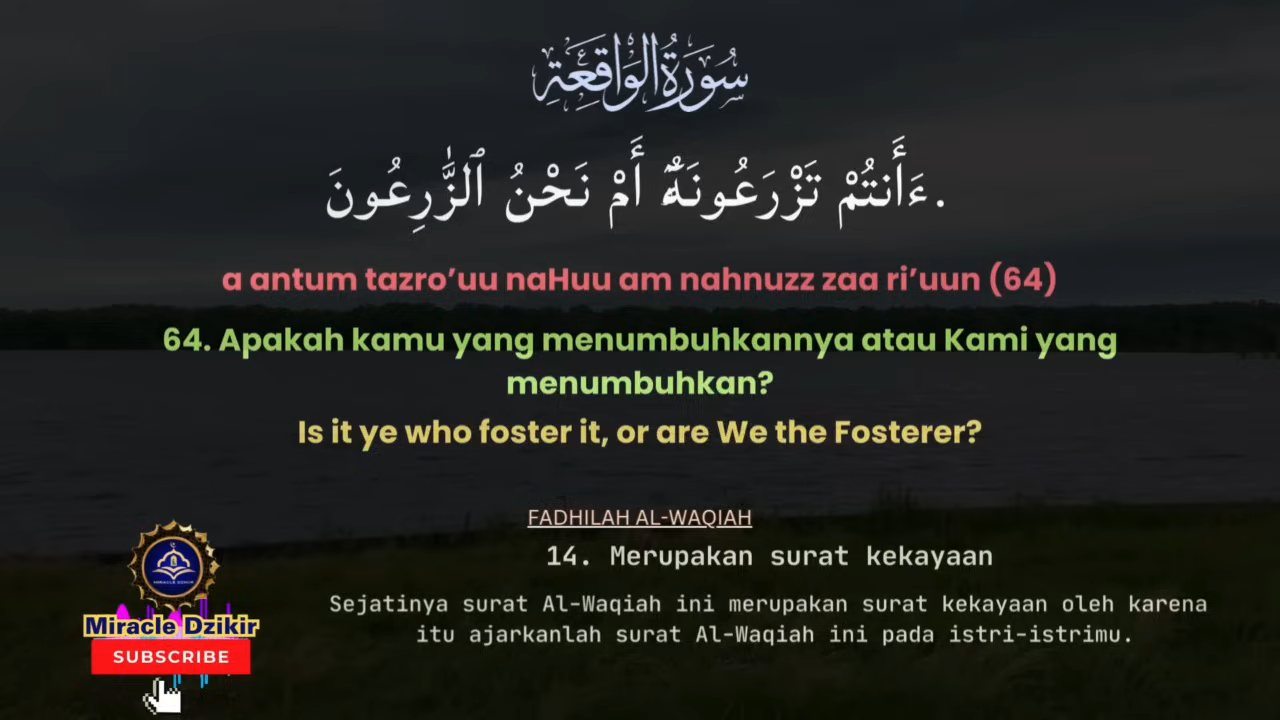 سُورَةُ الوَاقِعَةِ
ءَأَنتُمْ تَزْرَعُونَهُۥٓ أَمْ نَحْنُ ٱلزَّٰرِعُونَ.
a antum tazro’uu naHuu am nahnuzz zaa ri’uun (64)
64. Apakah kamu yang menumbuhkannya atau Kami yang
menumbuhkan?
Is it ye who foster it, or are We the Fosterer?
FADHILAH AL-WAQIAH
14. Merupakan surat kekayaan
Sejatinya surat Al-Waqiah ini merupakan surat kekayaan oleh karena
itu ajarkanlah surat Al-Waqiah ini pada istri-istrimu.
MIRACLE DZIKIR
Miracle Dzikir
SUBSCRIBE